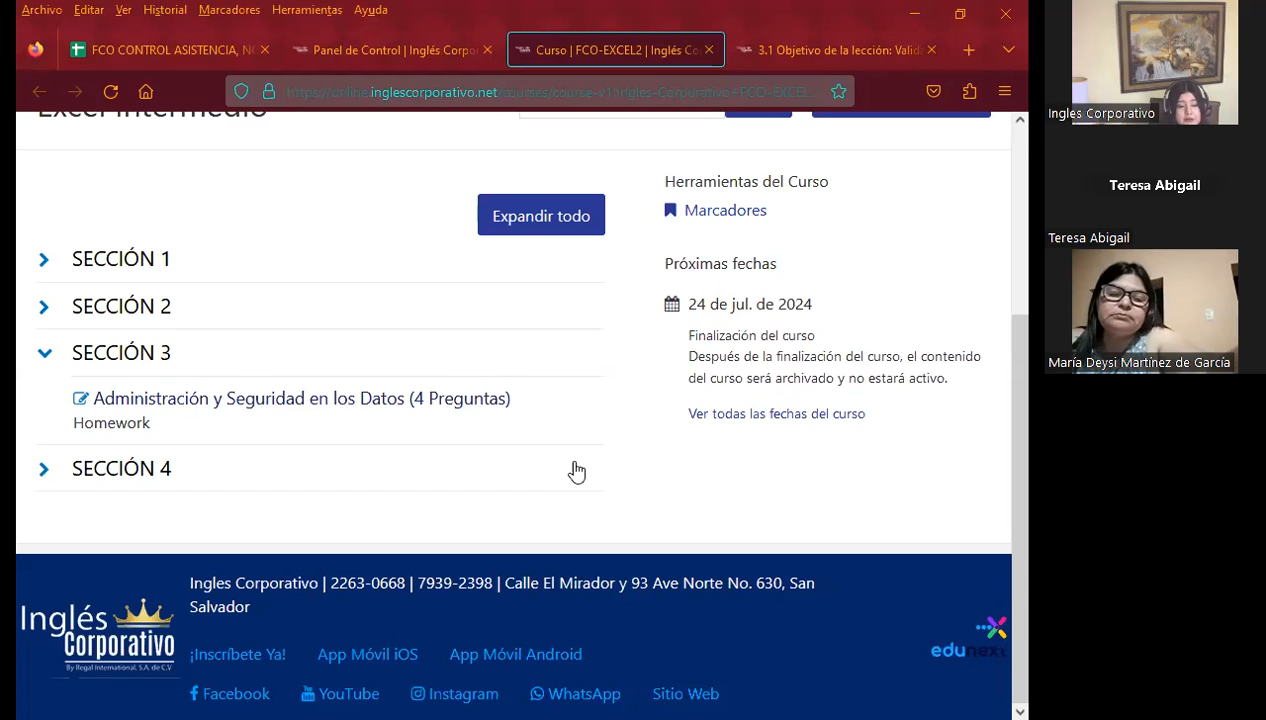 Archivo Editar Ver Historial Marcadores Herramientas Ayuda
FCO CONTROL ASISTENCIA, NO
Panel de Control | Inglés Corpo
Curso | FCO-EXCEL2 | Inglés Co
3.1 Objetivo de la lección: Valid
https://online.inglescorporativo.net/courses/course-v1:Ingles-Corporativo+FCO-EXCEL
Excel Intermedio
Expandir todo
SECCIÓN 1
SECCIÓN 2
SECCIÓN 3
Administración y Seguridad en los Datos (4 Preguntas)
Homework
SECCIÓN 4
Herramientas del Curso
Marcadores
Próximas fechas
24 de jul. de 2024
Finalización del curso
Después de la finalización del curso, el contenido
del curso será archivado y no estará activo.
Ver todas las fechas del curso
Inglés
Corporativo
By Regal International, S.A. de C.V
Ingles Corporativo | 2263-0668 | 7939-2398 | Calle El Mirador y 93 Ave Norte No. 630, San
Salvador
¡Inscríbete Ya! App Móvil iOS App Móvil Android
Facebook YouTube Instagram WhatsApp Sitio Web
edunext
Ingles Corporativo
Teresa Abigail
Teresa Abigail
María Deysi Martínez de García